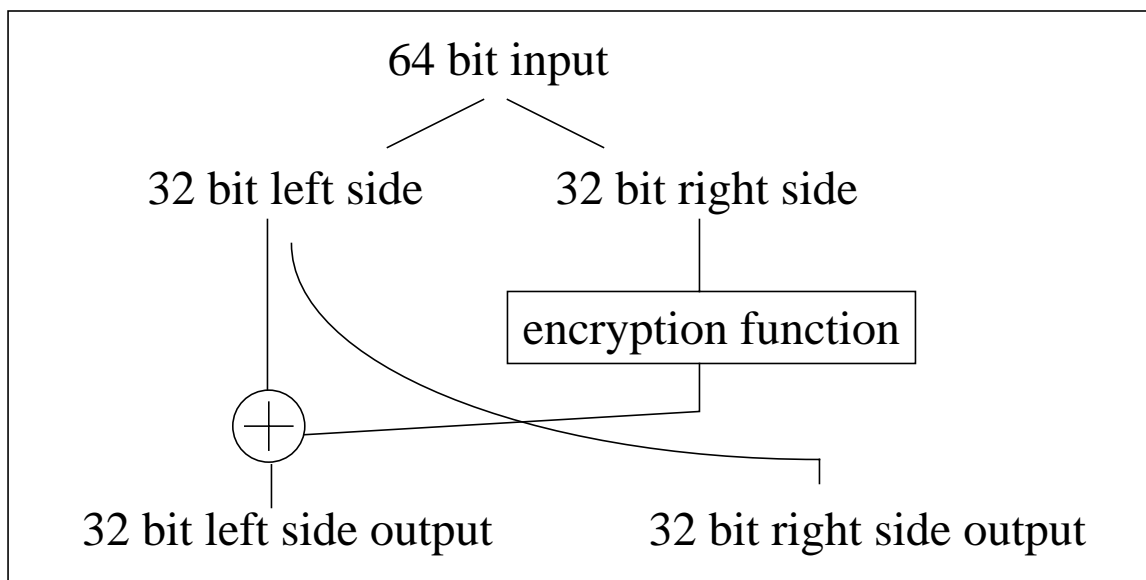 64 bit input
32 bit left side
32 bit right side
encryption function
32 bit left side output
32 bit right side output